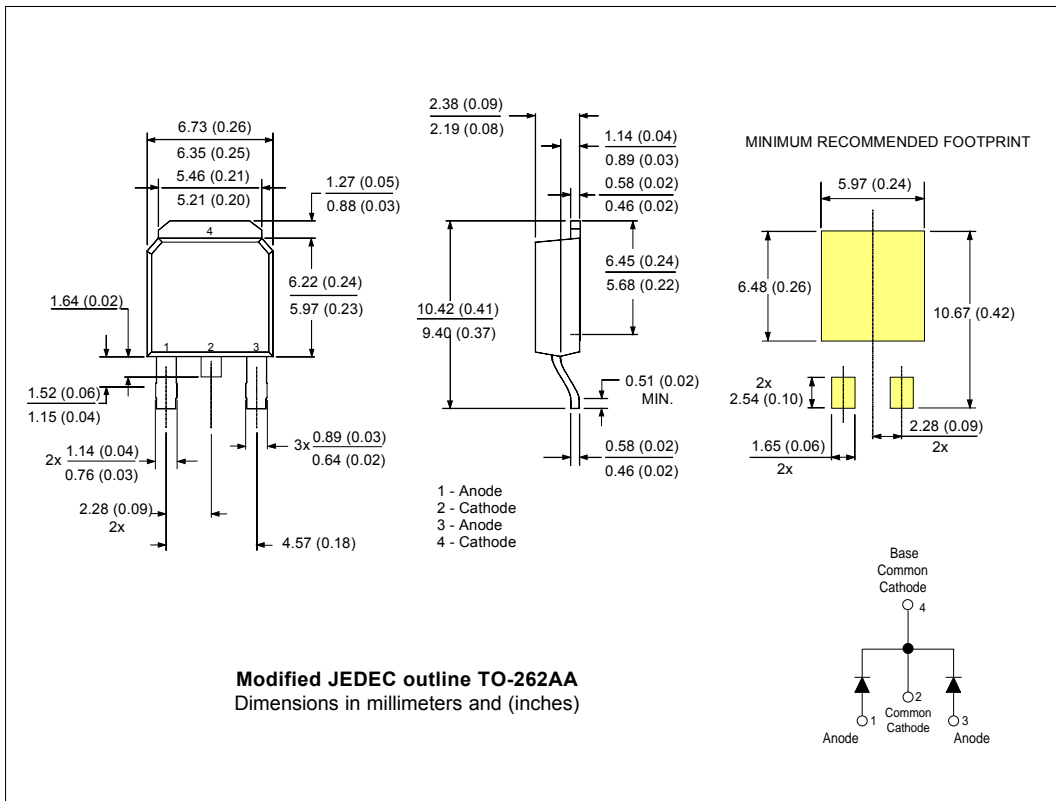 6.73 (0.26)
6.35 (0.25)
5.46 (0.21)
5.21 (0.20)
1.27 (0.05)
0.88 (0.03)
4
6.22 (0.24)
5.97 (0.23)
1.64 (0.02)
1 2 3
1.52 (0.06)
1.15 (0.04)
2x 1.14 (0.04)
0.76 (0.03)
3x 0.89 (0.03)
0.64 (0.02)
2.28 (0.09)
2x
4.57 (0.18)
2.38 (0.09)
2.19 (0.08)
1.14 (0.04)
0.89 (0.03)
0.58 (0.02)
0.46 (0.02)
6.45 (0.24)
5.68 (0.22)
10.42 (0.41)
9.40 (0.37)
0.51 (0.02)
MIN.
0.58 (0.02)
0.46 (0.02)
1 - Anode
2 - Cathode
3 - Anode
4 - Cathode
MINIMUM RECOMMENDED FOOTPRINT
5.97 (0.24)
6.48 (0.26)
10.67 (0.42)
2x
2.54 (0.10)
2.28 (0.09)
2x
1.65 (0.06)
2x
Base
Common
Cathode
4
1
2
3
Anode
Common
Cathode
Anode
Modified JEDEC outline TO-262AA
Dimensions in millimeters and (inches)